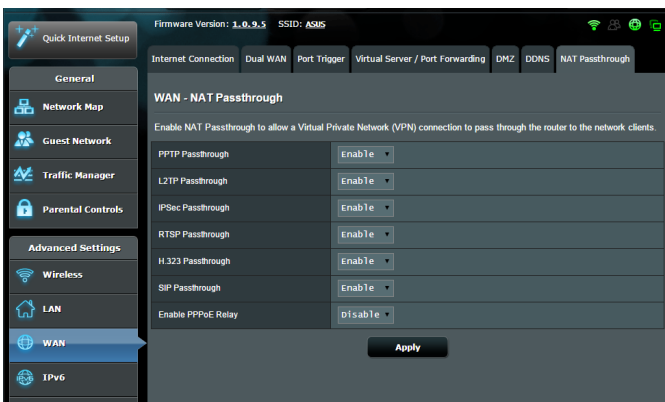 Quick Internet Setup
General
Network Map
Guest Network
Traffic Manager
Parental Controls
Advanced Settings
Wireless
LAN
WAN
IPv6
Firmware Version: 1.0.9.5 SSID: ASUS
Internet Connection Dual WAN Port Trigger Virtual Server / Port Forwarding DMZ DDNS NAT Passthrough
WAN - NAT Passthrough
Enable NAT Passthrough to allow a Virtual Private Network (VPN) connection to pass through the router to the network clients.
PPTP Passthrough Enable
L2TP Passthrough Enable
IPSec Passthrough Enable
RTSP Passthrough Enable
H.323 Passthrough Enable
SIP Passthrough Enable
Enable PPPoE Relay Disable
Apply